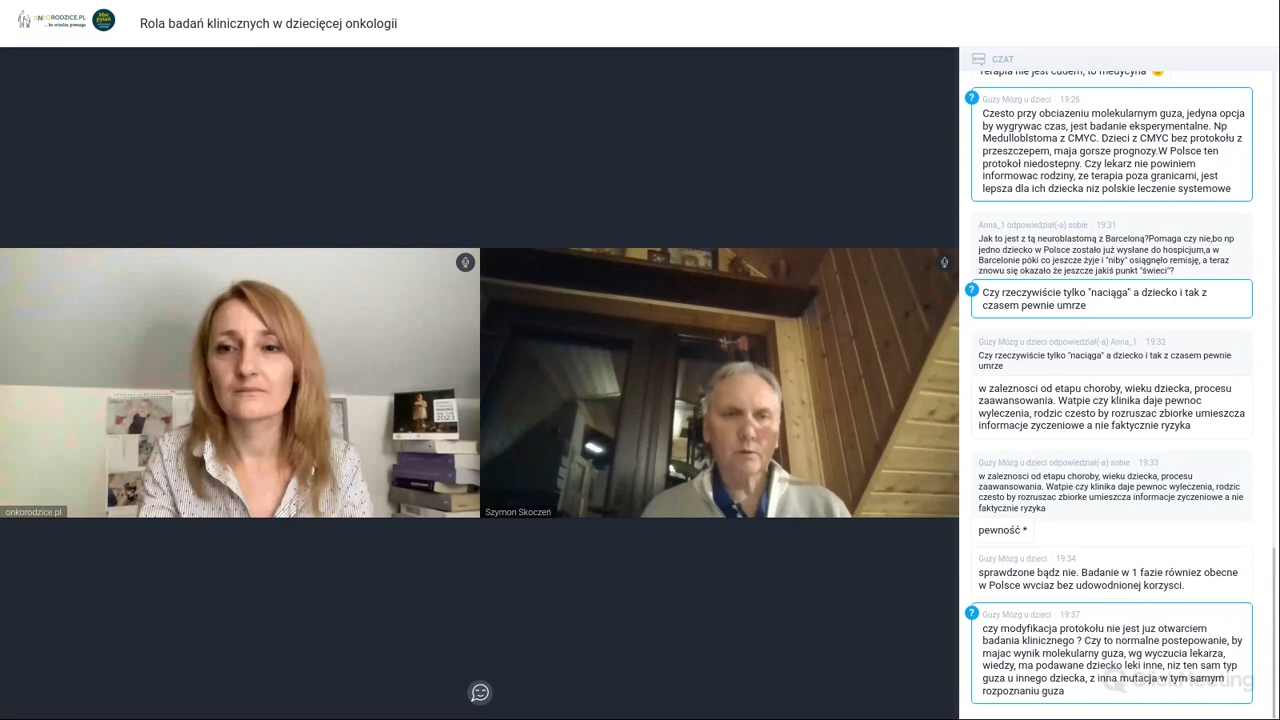 ONKORODZICE.PL
Rola badań klinicznych w dziecięcej onkologii
CZAT
Terapia nie jest cudem, to medycyna
Guzy Mózg u dzieci 19:26
Czesto przy obciazeniu molekularnym guza, jedyna opcja
by wygrywac czas, jest badanie eksperymentalne. Np
Medulloblstoma z CMYC. Dzieci z CMYC bez protokołu z
przeszczepem, maja gorsze prognozy.W Polsce ten
protokoł niedostepny. Czy lekarz nie powiniem
informowac rodziny, ze terapia poza granicami, jest
lepsza dla ich dziecka niz polskie leczenie systemowe
Anna_1 odpowiedział(-a) sobie 19:31
Jak to jest z tą neuroblastomą z Barceloną?Pomaga czy nie,bo np
jedno dziecko w Polsce zostało już wysłane do hospicjum,a w
Barcelonie póki co jeszcze żyje i "niby" osiągnęło remisję, a teraz
znowu się okazało że jeszcze jakiś punkt "świeci"?
Czy rzeczywiście tylko "naciąga" a dziecko i tak z
czasem pewnie umrze
Guzy Mózg u dzieci odpowiedział(-a) Anna_1 19:32
Czy rzeczywiście tylko "naciąga" a dziecko i tak z czasem pewnie
umrze
w zaleznosci od etapu choroby, wieku dziecka, procesu
zaawansowania. Watpie czy klinika daje pewnoc
wyleczenia, rodzic czesto by rozruszac zbiorke umieszcza
informacje zyczeniowe a nie faktycznie ryzyka
Guzy Mózg u dzieci odpowiedział(-a) sobie 19:33
w zaleznosci od etapu choroby, wieku dziecka, procesu
zaawansowania. Watpie czy klinika daje pewnoc wyleczenia, rodzic
czesto by rozruszac zbiorke umieszcza informacje zyczeniowe a nie
faktycznie ryzyka
pewność *
Guzy Mózg u dzieci 19:34
sprawdzone bądz nie. Badanie w 1 fazie równiez obecne
w Polsce wciaz bez udowodnionej korzysci.
Guzy Mózg u dzieci 19:37
czy modyfikacja protokołu nie jest juz otwarciem
badania klinicznego ? Czy to normalne postepowanie, by
majac wynik molekularny guza, wg wyczucia lekarza,
wiedzy, ma podawane dziecko leki inne, niz ten sam typ
guza u innego dziecka, z inna mutacja w tym samym
rozpoznaniu guza
onkorodzice.pl
Szymon Skoczeń
ClickMeeting